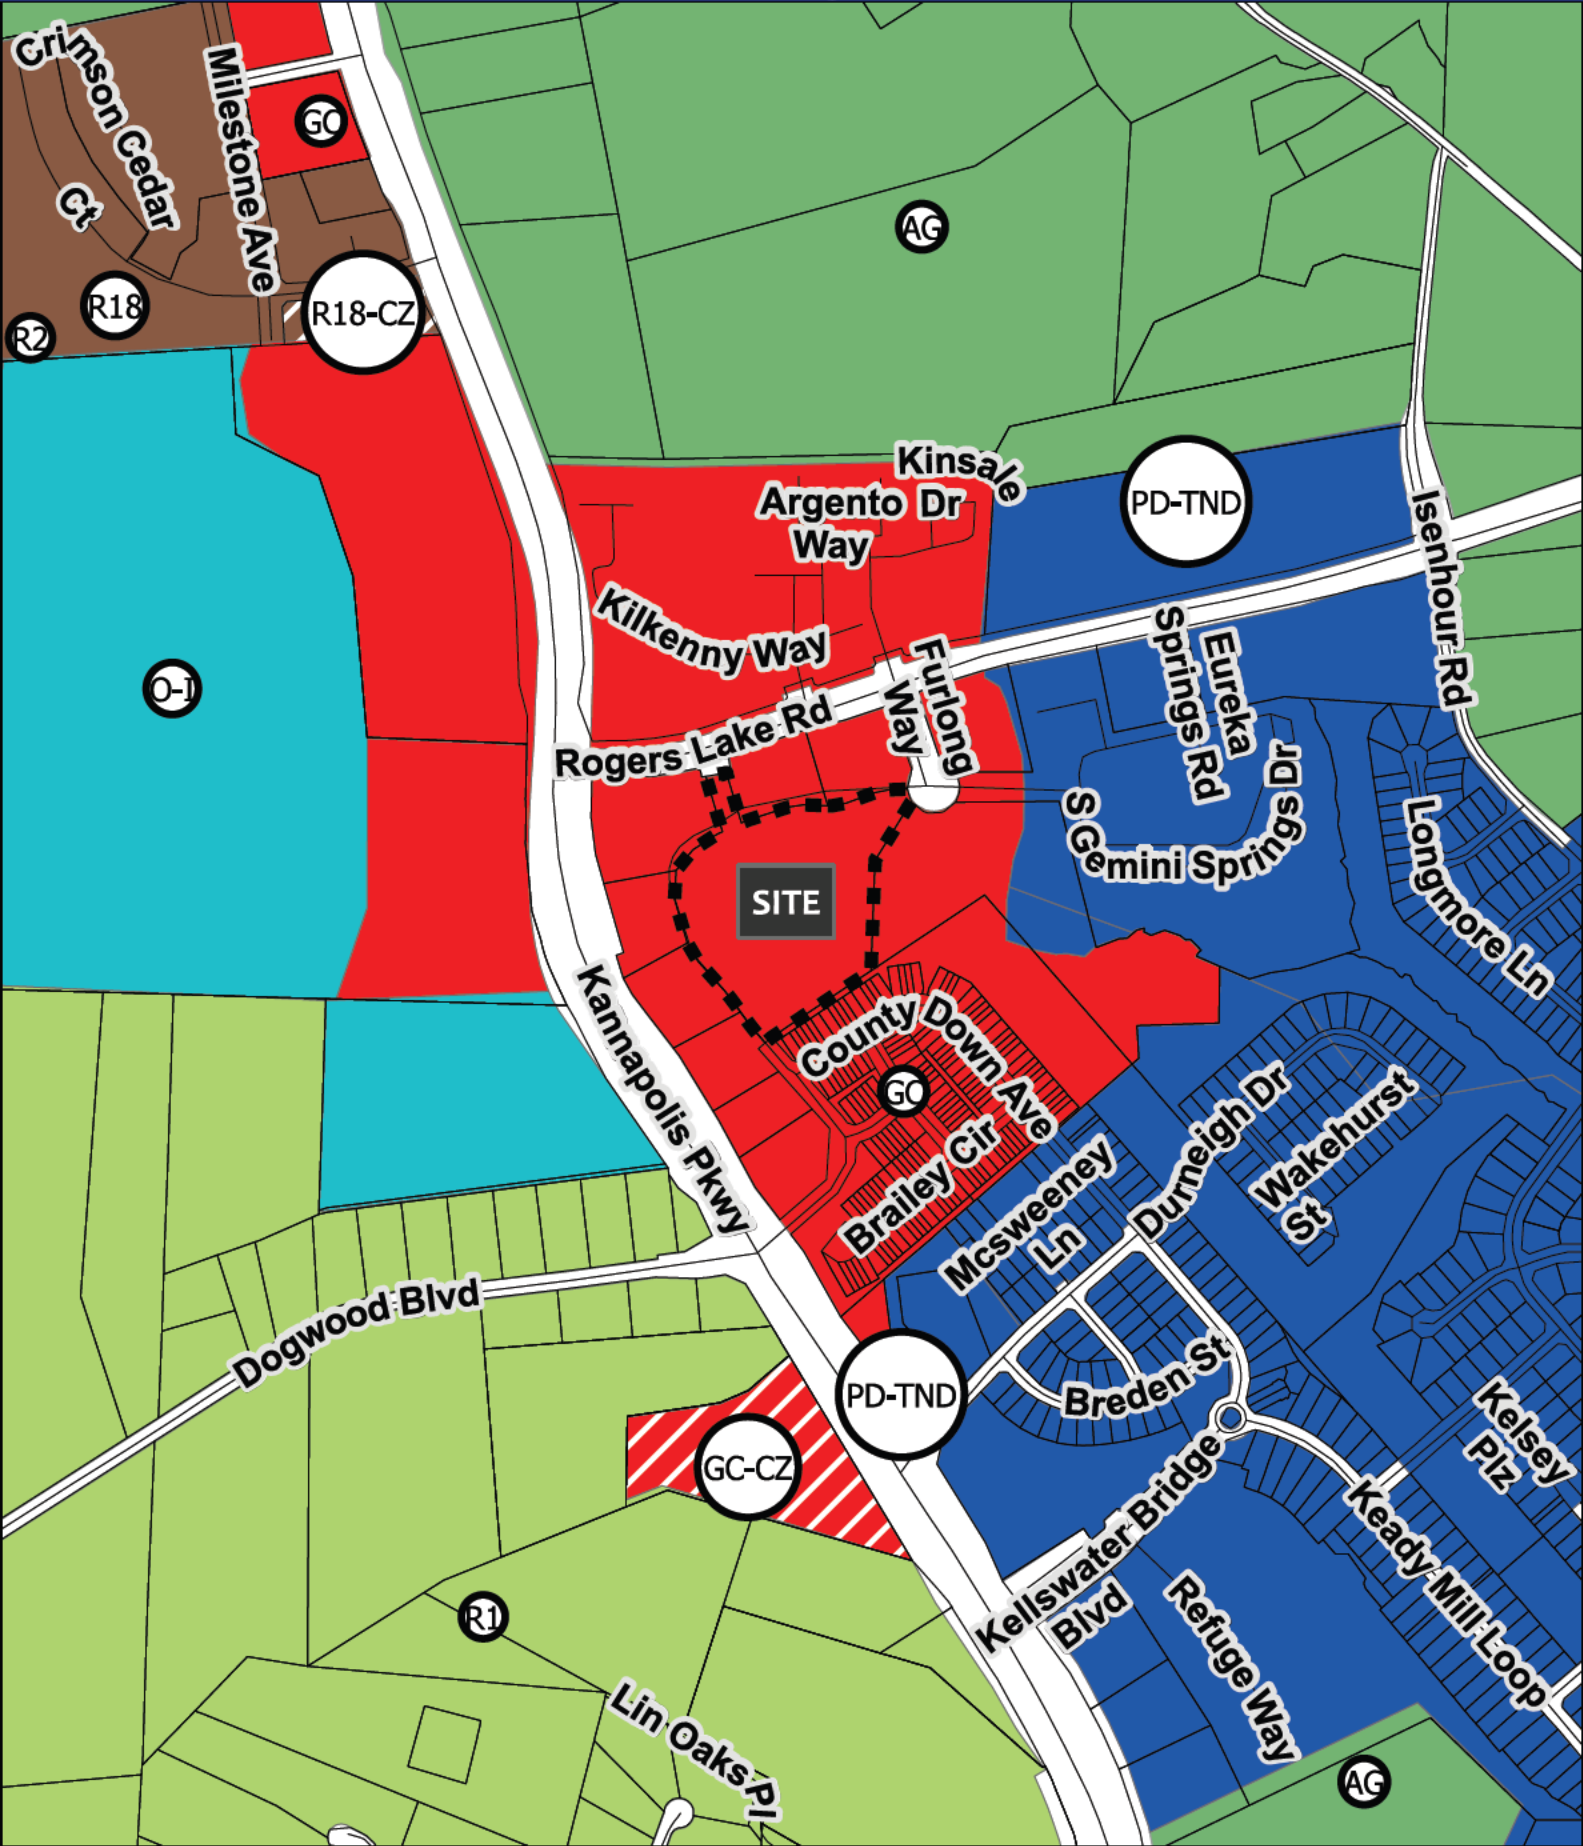 Crimson Cedar
Ct
Milestone Ave
GC
AG
R18
R18-CZ
R2
Kinsale
Dr
Argento
Way
PD-TND
Isenhour Rd
Kilkenny Way
Furlong
Way
Eureka
Springs Rd
O-I
Rogers Lake Rd
S Gemini Springs Dr
Longmore Ln
SITE
Kannapolis Pkwy
County Down Ave
GC
Brailey Cir
Durneigh Dr
Wakehurst
St
Mcsweeney
Ln
Dogwood Blvd
PD-TND
Breden St
GC-CZ
Kelsey
Plz
Kellswater Bridge
Blvd
Keady Mill Loop
R1
Refuge Way
Lin Oaks Pl
AG